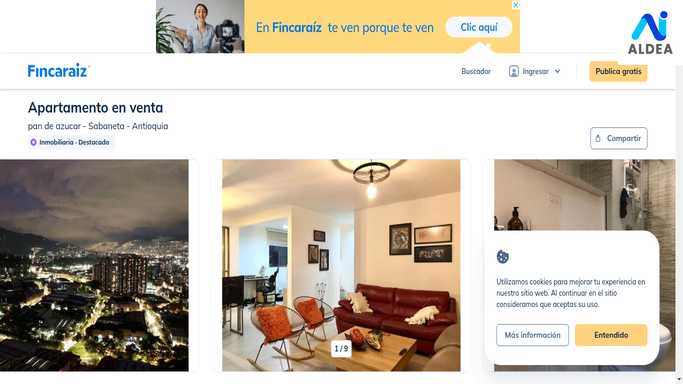 En Fincaraíz te ven porque te ven
Clic aquí
ALDEA
Fincaraiz
Buscador
Ingresar
Publica gratis
Apartamento en venta
pan de azucar - Sabaneta - Antioquia
Inmobiliaria · Destacado
Compartir
1 / 9
Utilizamos cookies para mejorar tu experiencia en
nuestro sitio web. Al continuar en el sitio
consideramos que aceptas su uso.
Más información
Entendido